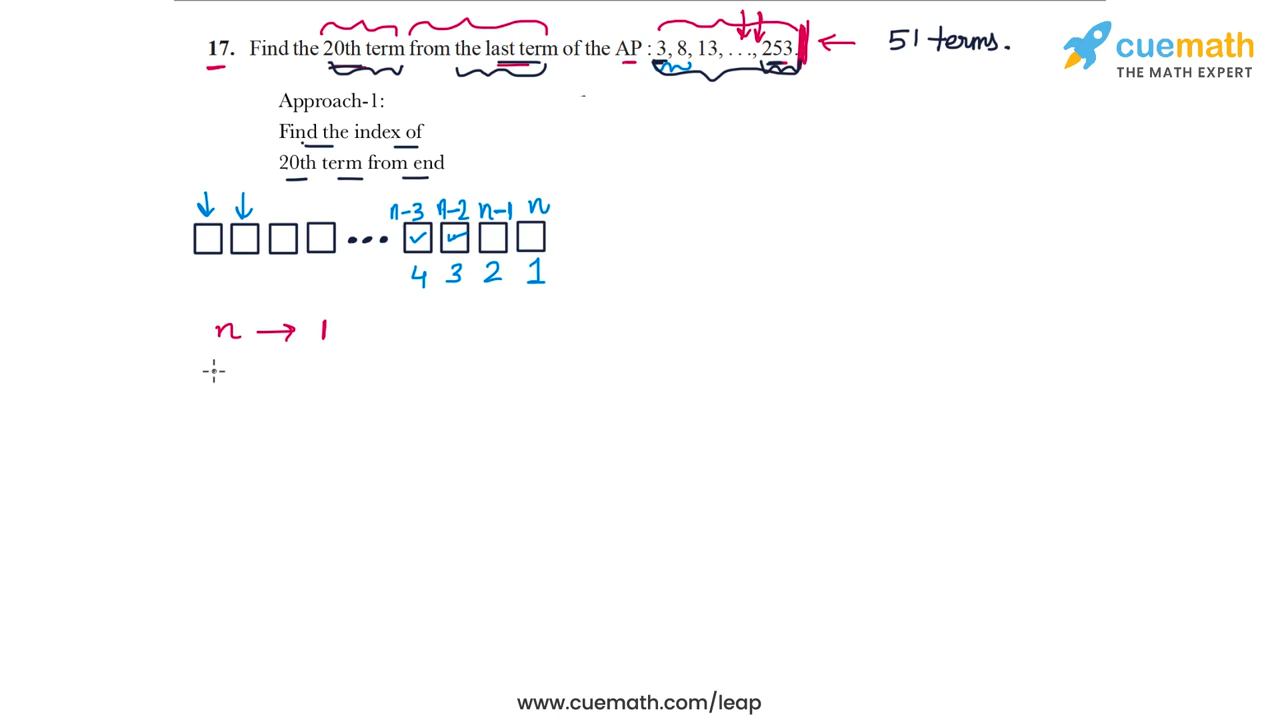 17. Find the 20th term from the last term of the AP : 3, 8, 13, . . ., 253. ← 51 terms.
cuemath
THE MATH EXPERT
Approach-1:
Find the index of
20th term from end
n-3 n-2 n-1 n
4 3 2 1
n → 1
www.cuemath.com/leap